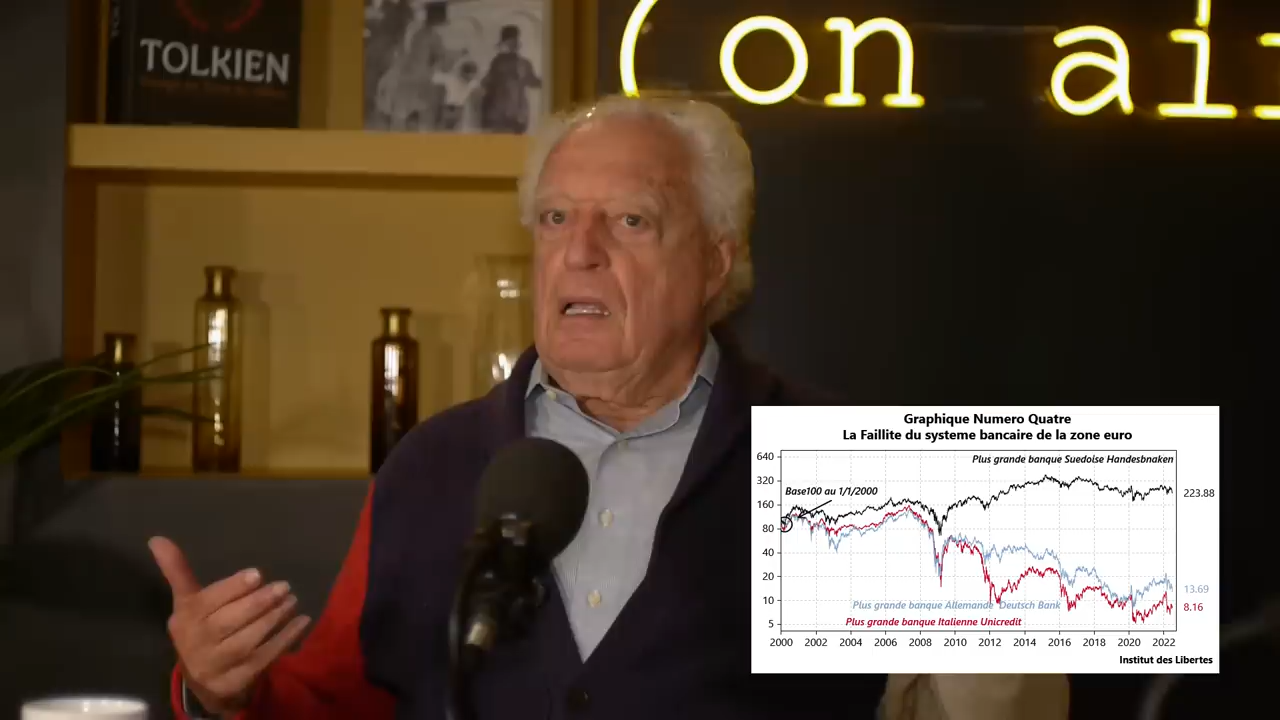 TOLKIEN
(on ai
Graphique Numero Quatre
La Faillite du systeme bancaire de la zone euro
640
320
160
80
40
20
10
5
Plus grande banque Suedoise Handesbnaken
Base100 au 1/1/2000
223.88
13.69
8.16
Plus grande banque Allemande Deutsch Bank
Plus grande banque Italienne Unicredit
2000 2002 2004 2006 2008 2010 2012 2014 2016 2018 2020 2022
Institut des Libertes